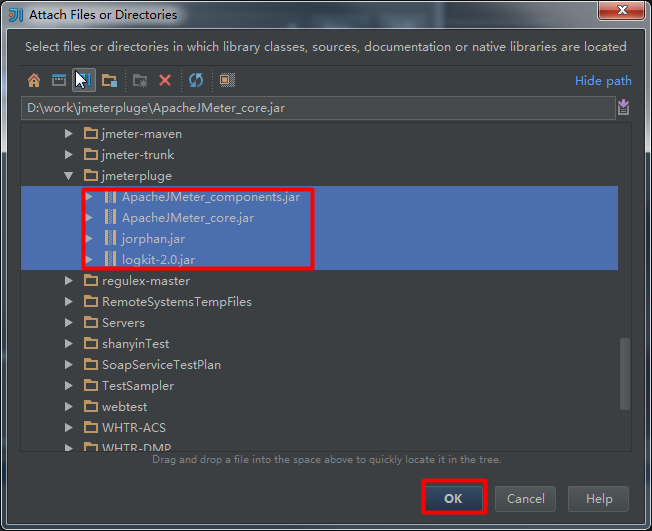 Attach Files or Directories
Select files or directories in which library classes, sources, documentation or native libraries are located
Hide path
D:\work\jmeterpluge\ApacheJMeter_core.jar
jmeter-maven
jmeter-trunk
jmeterpluge
ApacheJMeter_components.jar
ApacheJMeter_core.jar
jorphan.jar
logkit-2.0.jar
regulex-master
RemoteSystemsTempFiles
Servers
shanyinTest
SoapServiceTestPlan
TestSampler
webtest
WHTR-ACS
WHTR-DMP
Drag and drop a file into the space above to quickly locate it in the tree.
OK Cancel Help